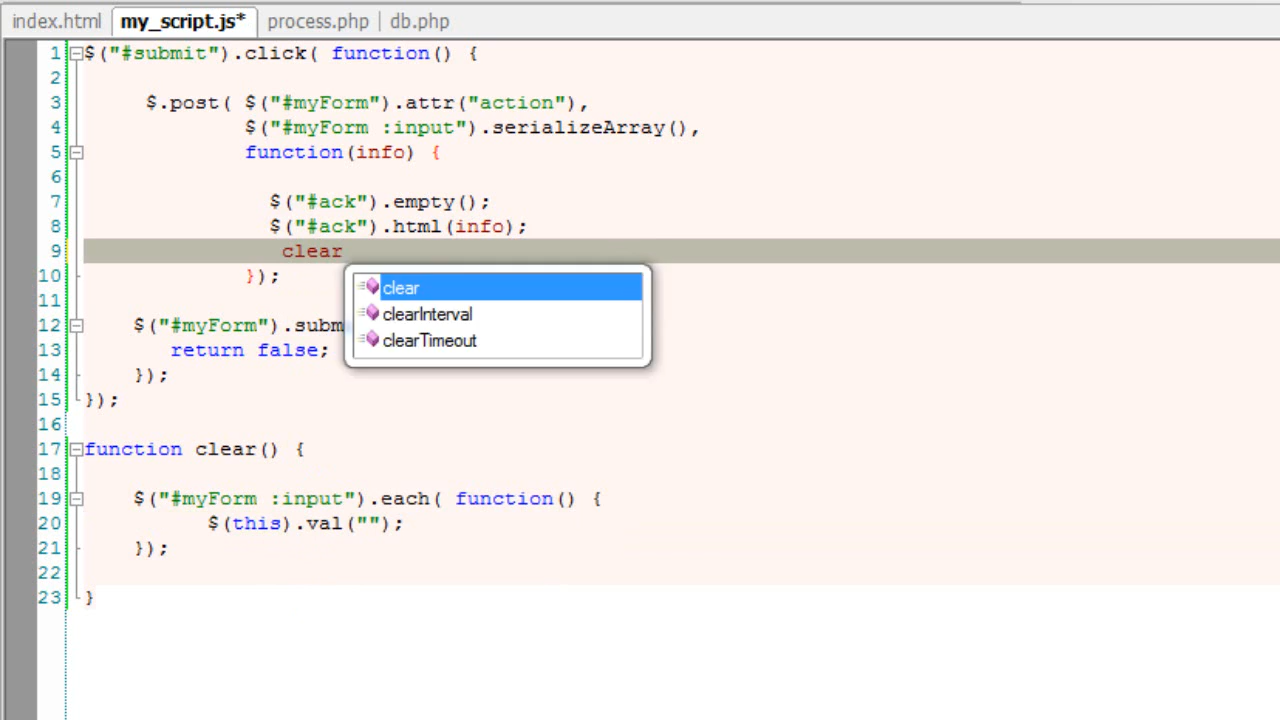 index.html my_script.js* process.php db.php
1 $("#submit").click( function() {
2
3 $.post( $("#myForm").attr("action"),
4 $("#myForm :input").serializeArray(),
5 function(info) {
6
7 $("#ack").empty();
8 $("#ack").html(info);
9 clear
10 });
clear
clearInterval
clearTimeout
11
12 $("#myForm").subm
13 return false;
14 });
15 });
16
17 function clear() {
18
19 $("#myForm :input").each( function() {
20 $(this).val("");
21 });
22
23 }